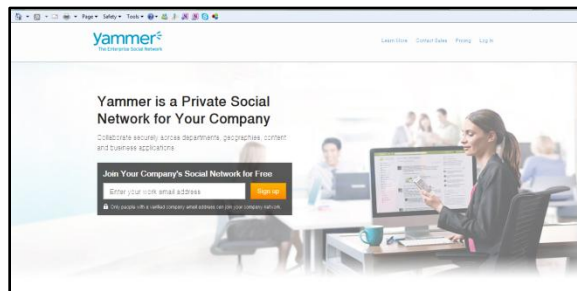 Page Safety Tools
yammer
The Enterprise Social Network
Learn More Contact Sales Pricing Log In
Yammer is a Private Social
Network for Your Company
Collaborate securely across departments, geographies, content
and business applications
Join Your Company's Social Network for Free
Enter your work email address Sign up
Only people with a verified company email address can join your company network.